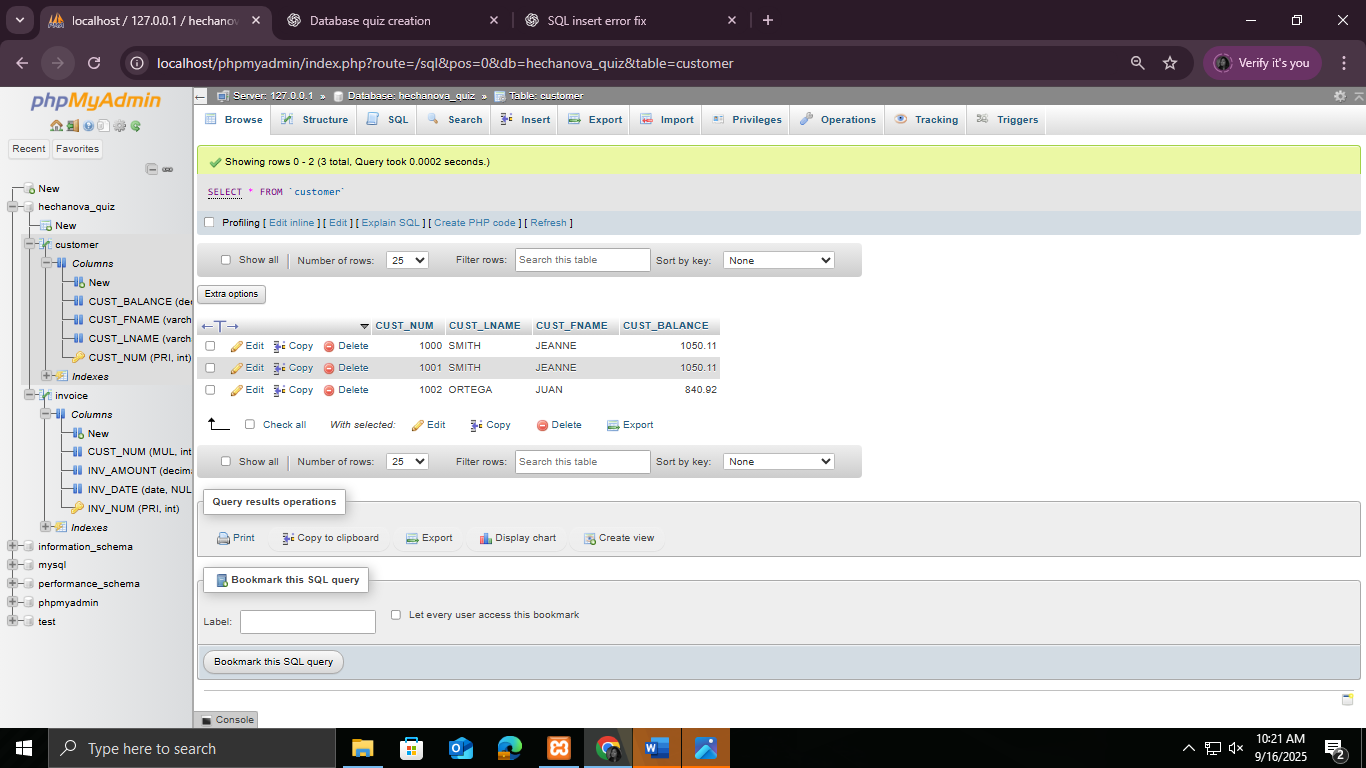 localhost / 127.0.0.1 / hechanov
Database quiz creation
SQL insert error fix
localhost/phpmyadmin/index.php?route=/sql&pos=0&db=hechanova_quiz&table=customer
Verify it's you
phpMyAdmin
Recent
Favorites
New
hechanova_quiz
New
customer
Columns
New
CUST_BALANCE (dec
CUST_FNAME (varch
CUST_LNAME (varch
CUST_NUM (PRI, int)
Indexes
invoice
Columns
New
CUST_NUM (MUL, int
INV_AMOUNT (decima
INV_DATE (date, NUL
INV_NUM (PRI, int)
Indexes
information_schema
mysql
performance_schema
phpmyadmin
test
Server: 127.0.0.1 » Database: hechanova_quiz » Table: customer
Browse Structure SQL Search Insert Export Import Privileges Operations Tracking Triggers
Showing rows 0 - 2 (3 total, Query took 0.0002 seconds.)
SELECT * FROM `customer`
Profiling [ Edit inline ] [ Edit ] [ Explain SQL ] [ Create PHP code ] [ Refresh ]
Show all Number of rows: 25 Filter rows: Search this table Sort by key: None
Extra options
←T→ CUST_NUM CUST_LNAME CUST_FNAME CUST_BALANCE
Edit Copy Delete 1000 SMITH JEANNE 1050.11
Edit Copy Delete 1001 SMITH JEANNE 1050.11
Edit Copy Delete 1002 ORTEGA JUAN 840.92
Check all With selected: Edit Copy Delete Export
Show all Number of rows: 25 Filter rows: Search this table Sort by key: None
Query results operations
Print Copy to clipboard Export Display chart Create view
Bookmark this SQL query
Label: Let every user access this bookmark
Bookmark this SQL query
Console
Type here to search
10:21 AM
9/16/2025
2